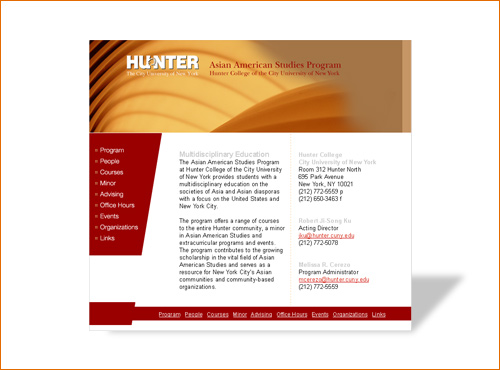 HUNTER
The City University of New York
Asian American Studies Program
Hunter College of the City University of New York
Program
People
Courses
Minor
Advising
Office Hours
Events
Organizations
Links
Multidisciplinary Education
The Asian American Studies Program
at Hunter College of the City University
of New York provides students with a
multidisciplinary education on the
societies of Asia and Asian diasporas
with a focus on the United States and
New York City.
The program offers a range of courses
to the entire Hunter community, a minor
in Asian American Studies and
extracurricular programs and events.
The program contributes to the growing
scholarship in the vital field of Asian
American Studies and serves as a
resource for New York City's Asian
communities and community-based
organizations.
Hunter College
City University of New York
Room 312 Hunter North
695 Park Avenue
New York, NY 10021
(212) 772-5559 p
(212) 650-3463 f
Robert Ji-Song Ku
Acting Director
jku@hunter.cuny.edu
(212) 772-5078
Melissa R. Cerezo
Program Administrator
mcerezo@hunter.cuny.edu
(212) 772-5559
Program People Courses Minor Advising Office Hours Events Organizations Links